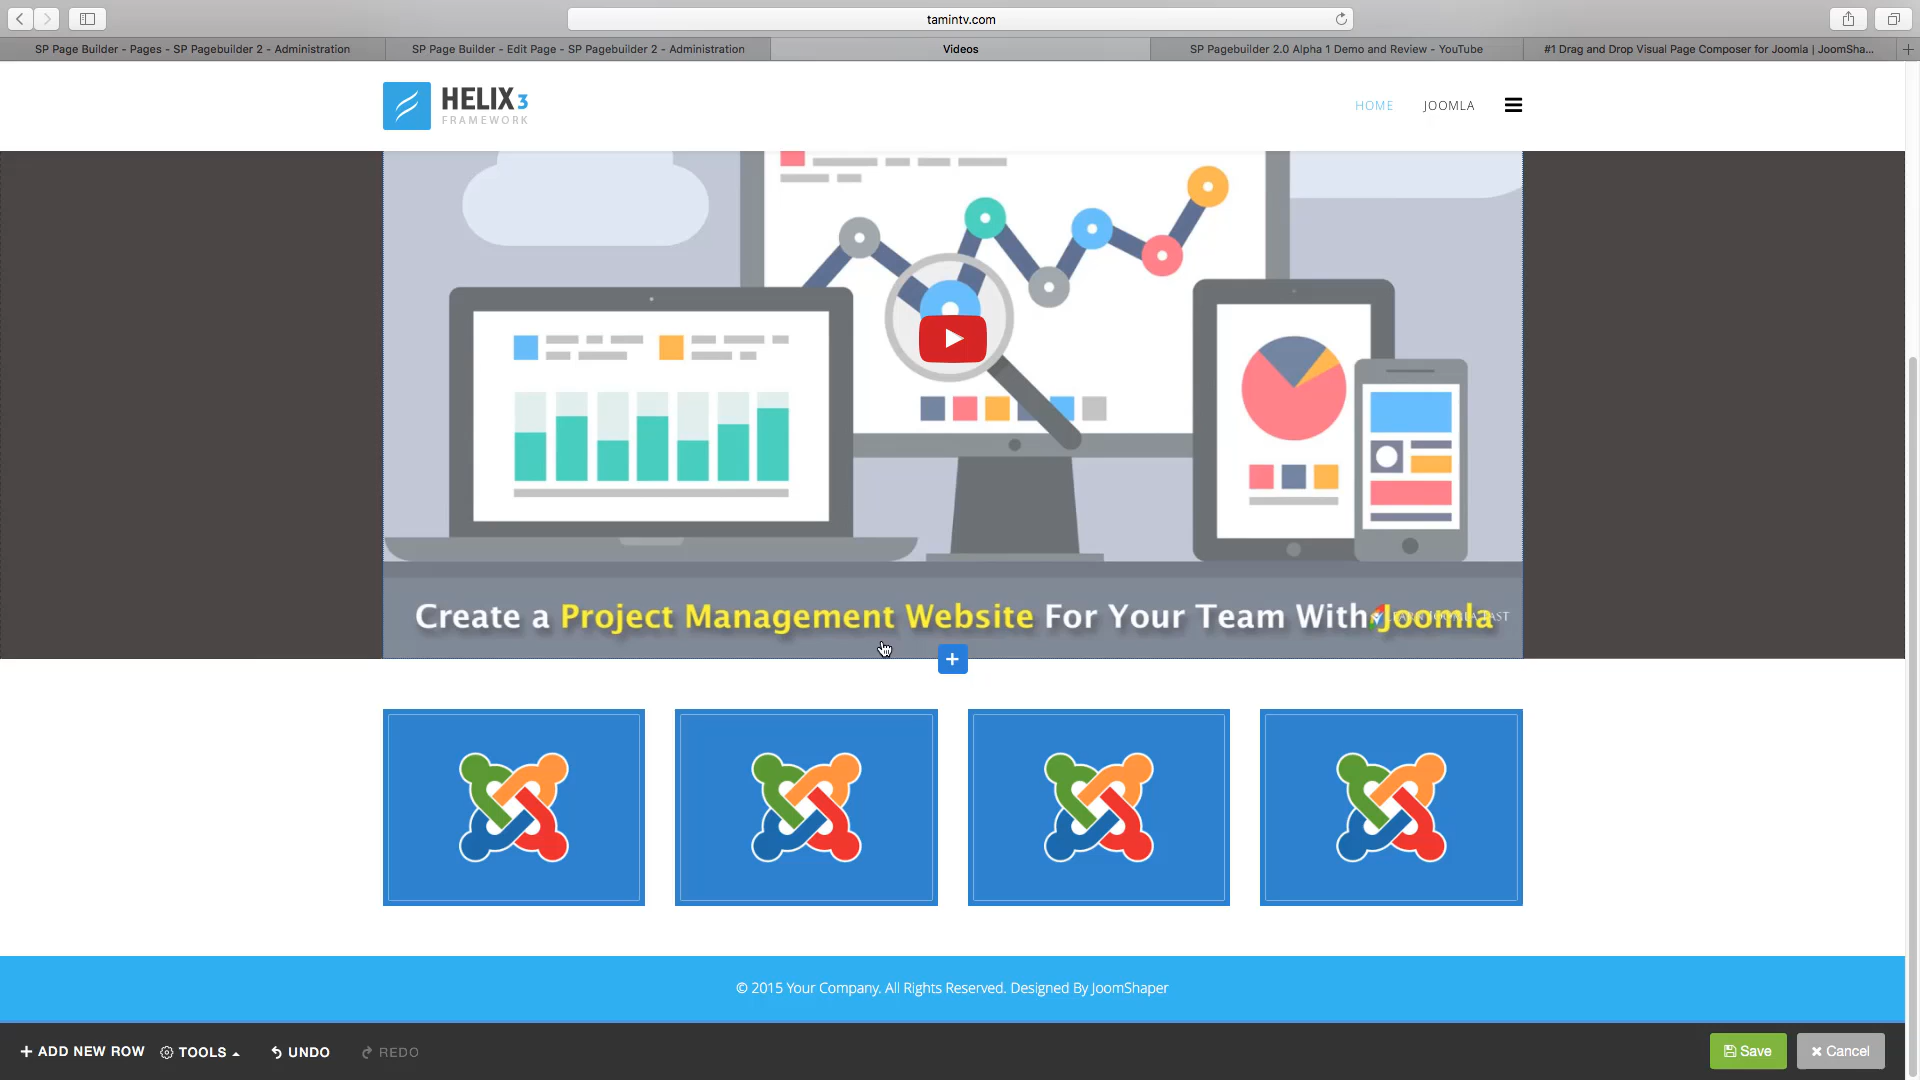 tamintv.com
SP Page Builder - Pages - SP Pagebuilder 2 - Administration
SP Page Builder - Edit Page - SP Pagebuilder 2 - Administration
Videos
SP Pagebuilder 2.0 Alpha 1 Demo and Review - YouTube
#1 Drag and Drop Visual Page Composer for Joomla | JoomSha...
HELIX 3
FRAMEWORK
HOME
JOOMLA
Create a Project Management Website For Your Team With Joomla
© 2015 Your Company. All Rights Reserved. Designed By JoomShaper
ADD NEW ROW
TOOLS
UNDO
REDO
Save
Cancel